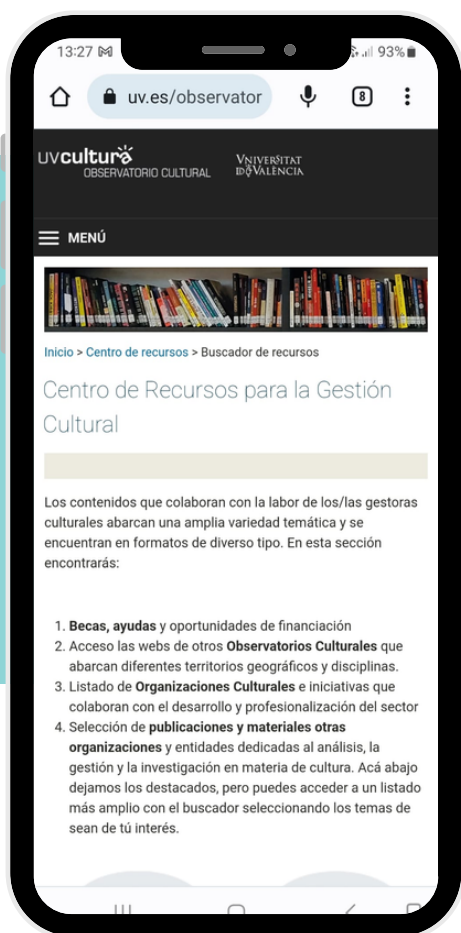 13:27
93%
uv.es/observator
8
uvcultura
OBSERVATORIO CULTURAL
VNIVERSITAT
ID VALÈNCIA
MENÚ
Inicio > Centro de recursos > Buscador de recursos
Centro de Recursos para la Gestión
Cultural
Los contenidos que colaboran con la labor de los/las gestoras
culturales abarcan una amplia variedad temática y se
encuentran en formatos de diverso tipo. En esta sección
encontrarás:
1. Becas, ayudas y oportunidades de financiación
2. Acceso las webs de otros Observatorios Culturales que
abarcan diferentes territorios geográficos y disciplinas.
3. Listado de Organizaciones Culturales e iniciativas que
colaboran con el desarrollo y profesionalización del sector
4. Selección de publicaciones y materiales otras
organizaciones y entidades dedicadas al análisis, la
gestión y la investigación en materia de cultura. Acá abajo
dejamos los destacados, pero puedes acceder a un listado
más amplio con el buscador seleccionando los temas de
sean de tú interés.